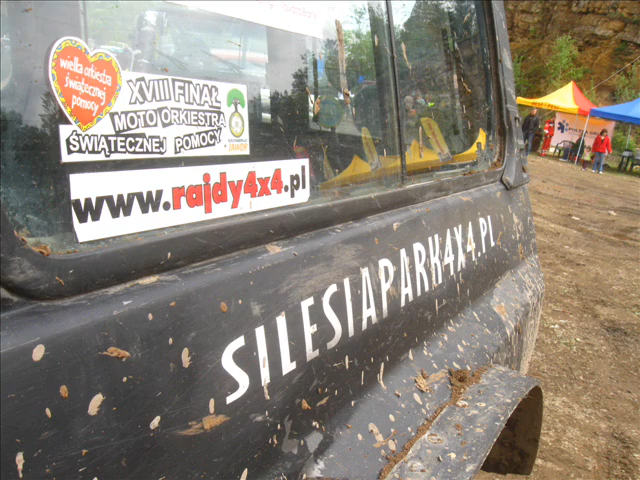 wielka orkiestra
świątecznej
pomocy
XVIII FINAŁ
MOTO ORKIESTRA
ŚWIĄTECZNEJ POMOCY
www.rajdy4x4.pl
SILESIAPARK4X4.PL